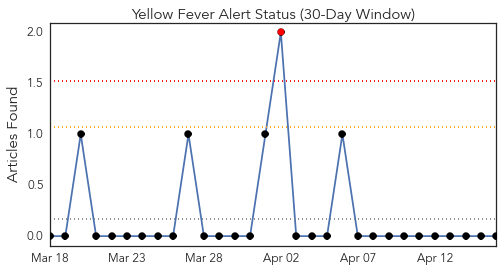 Yellow Fever Alert Status (30-Day Window)
Articles Found
2.0
1.5
1.0
0.5
0.0
Mar 18 Mar 23 Mar 28 Apr 02 Apr 07 Apr 12